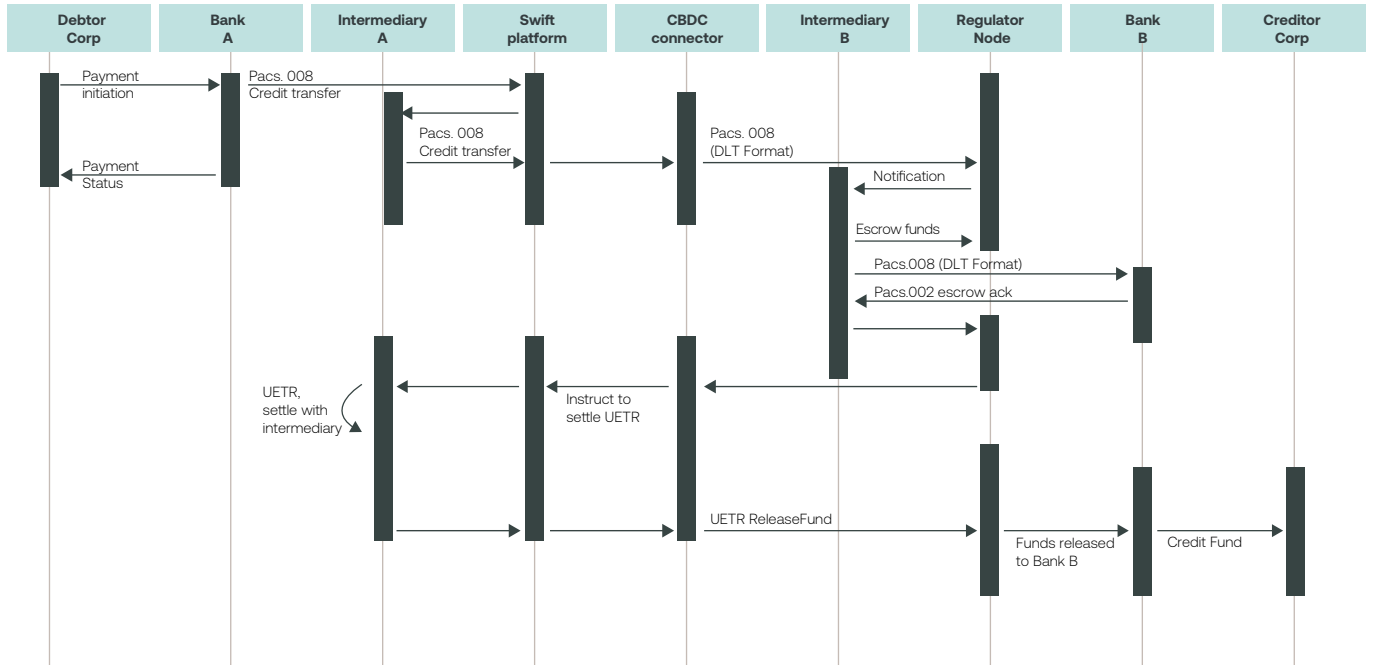 Debtor
Corp
Bank
A
Intermediary
A
Swift
platform
CBDC
connector
Intermediary
B
Regulator
Node
Bank
B
Creditor
Corp
Payment
initiation
Pacs. 008
Credit transfer
Pacs. 008
Credit transfer
Pacs. 008
(DLT Format)
Payment
Status
Notification
Escrow funds
Pacs.008 (DLT Format)
Pacs.002 escrow ack
UETR,
settle with
intermediary
Instruct to
settle UETR
UETR ReleaseFund
Funds released
to Bank B
Credit Fund